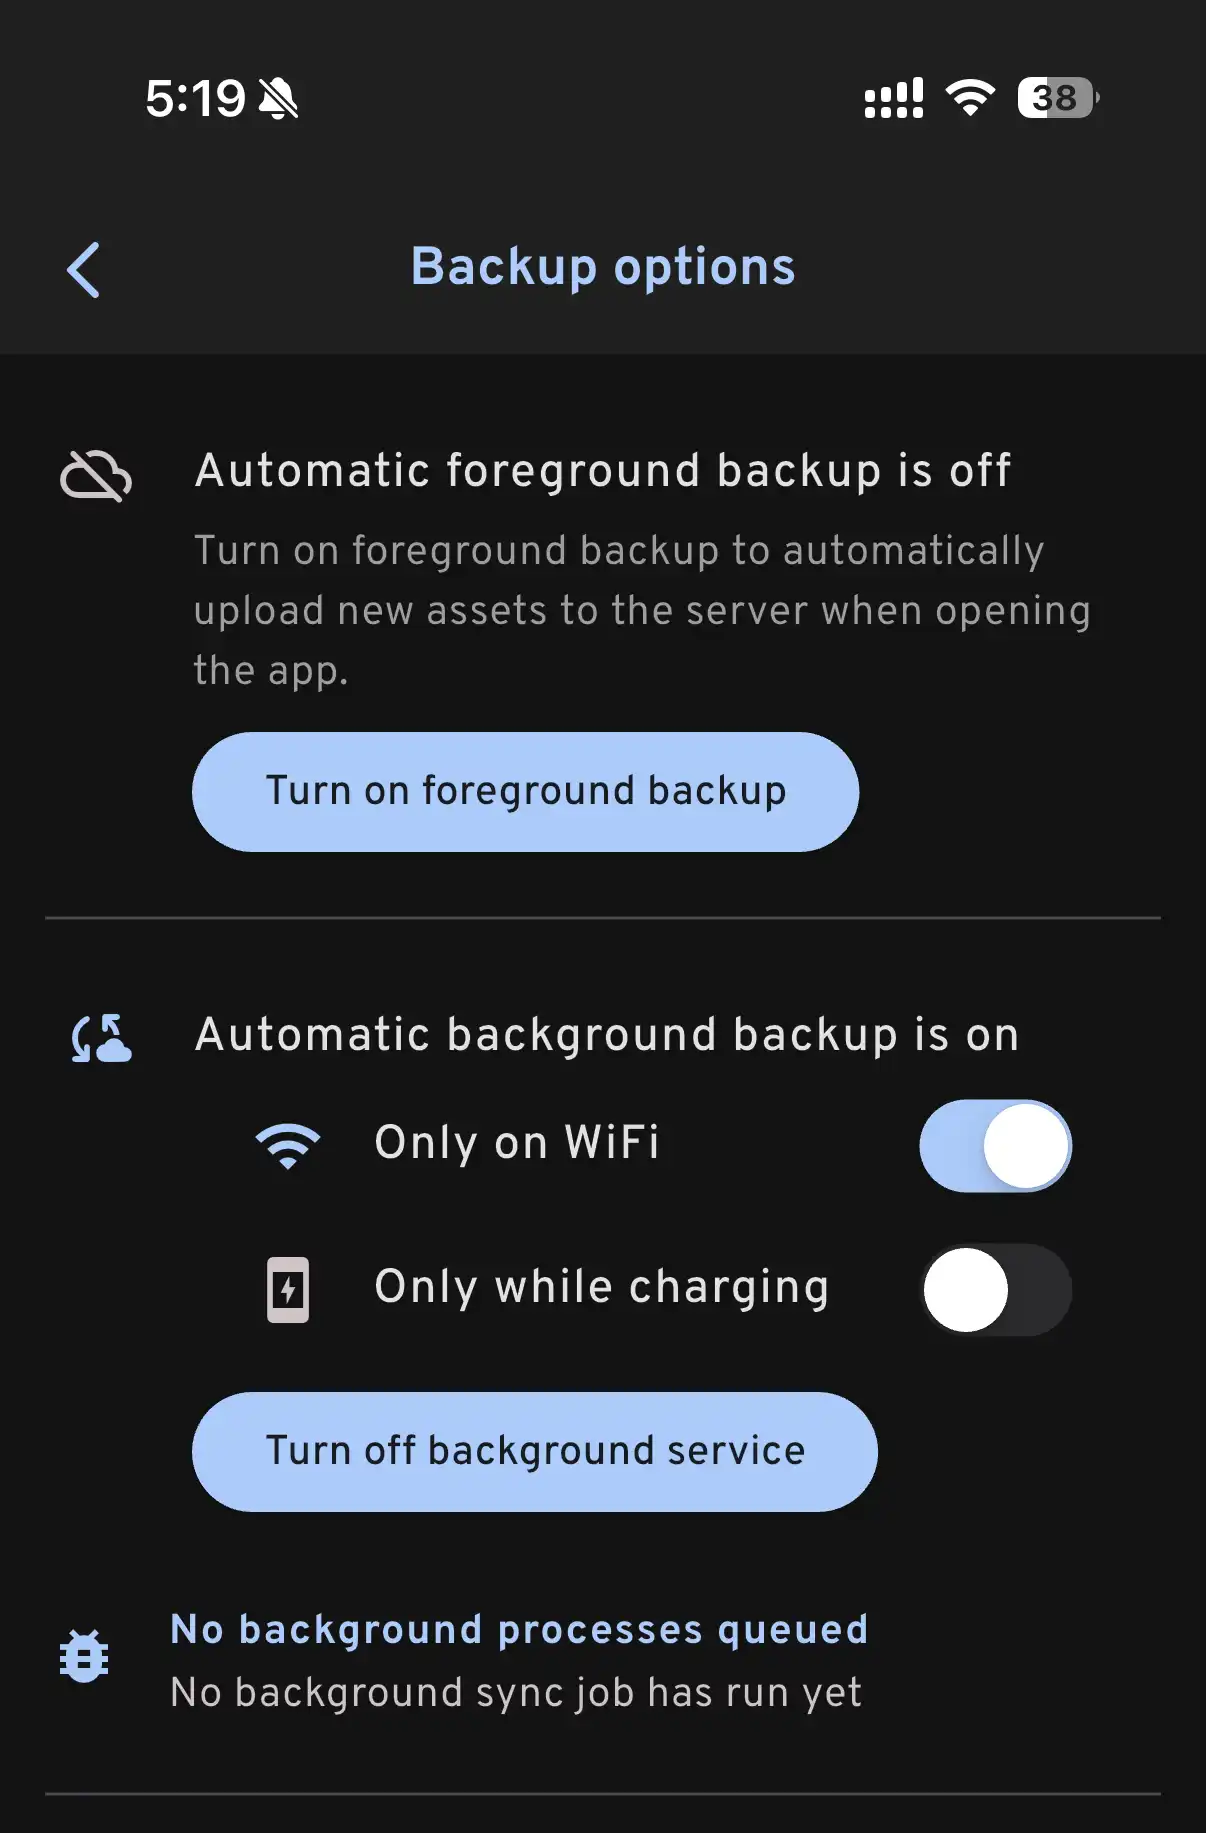 5:19
38
Backup options
Automatic foreground backup is off
Turn on foreground backup to automatically
upload new assets to the server when opening
the app.
Turn on foreground backup
Automatic background backup is on
Only on WiFi
Only while charging
Turn off background service
No background processes queued
No background sync job has run yet